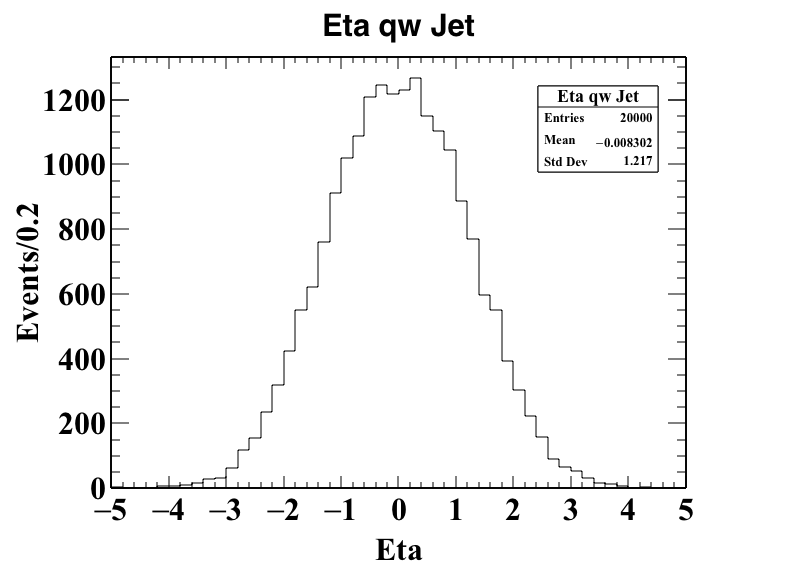 Eta qw Jet
Eta qw Jet
Entries 20000
Mean −0.008302
Std Dev 1.217
Events/0.2
1200
1000
800
600
400
200
0
−5 −4 −3 −2 −1 0 1 2 3 4 5
Eta